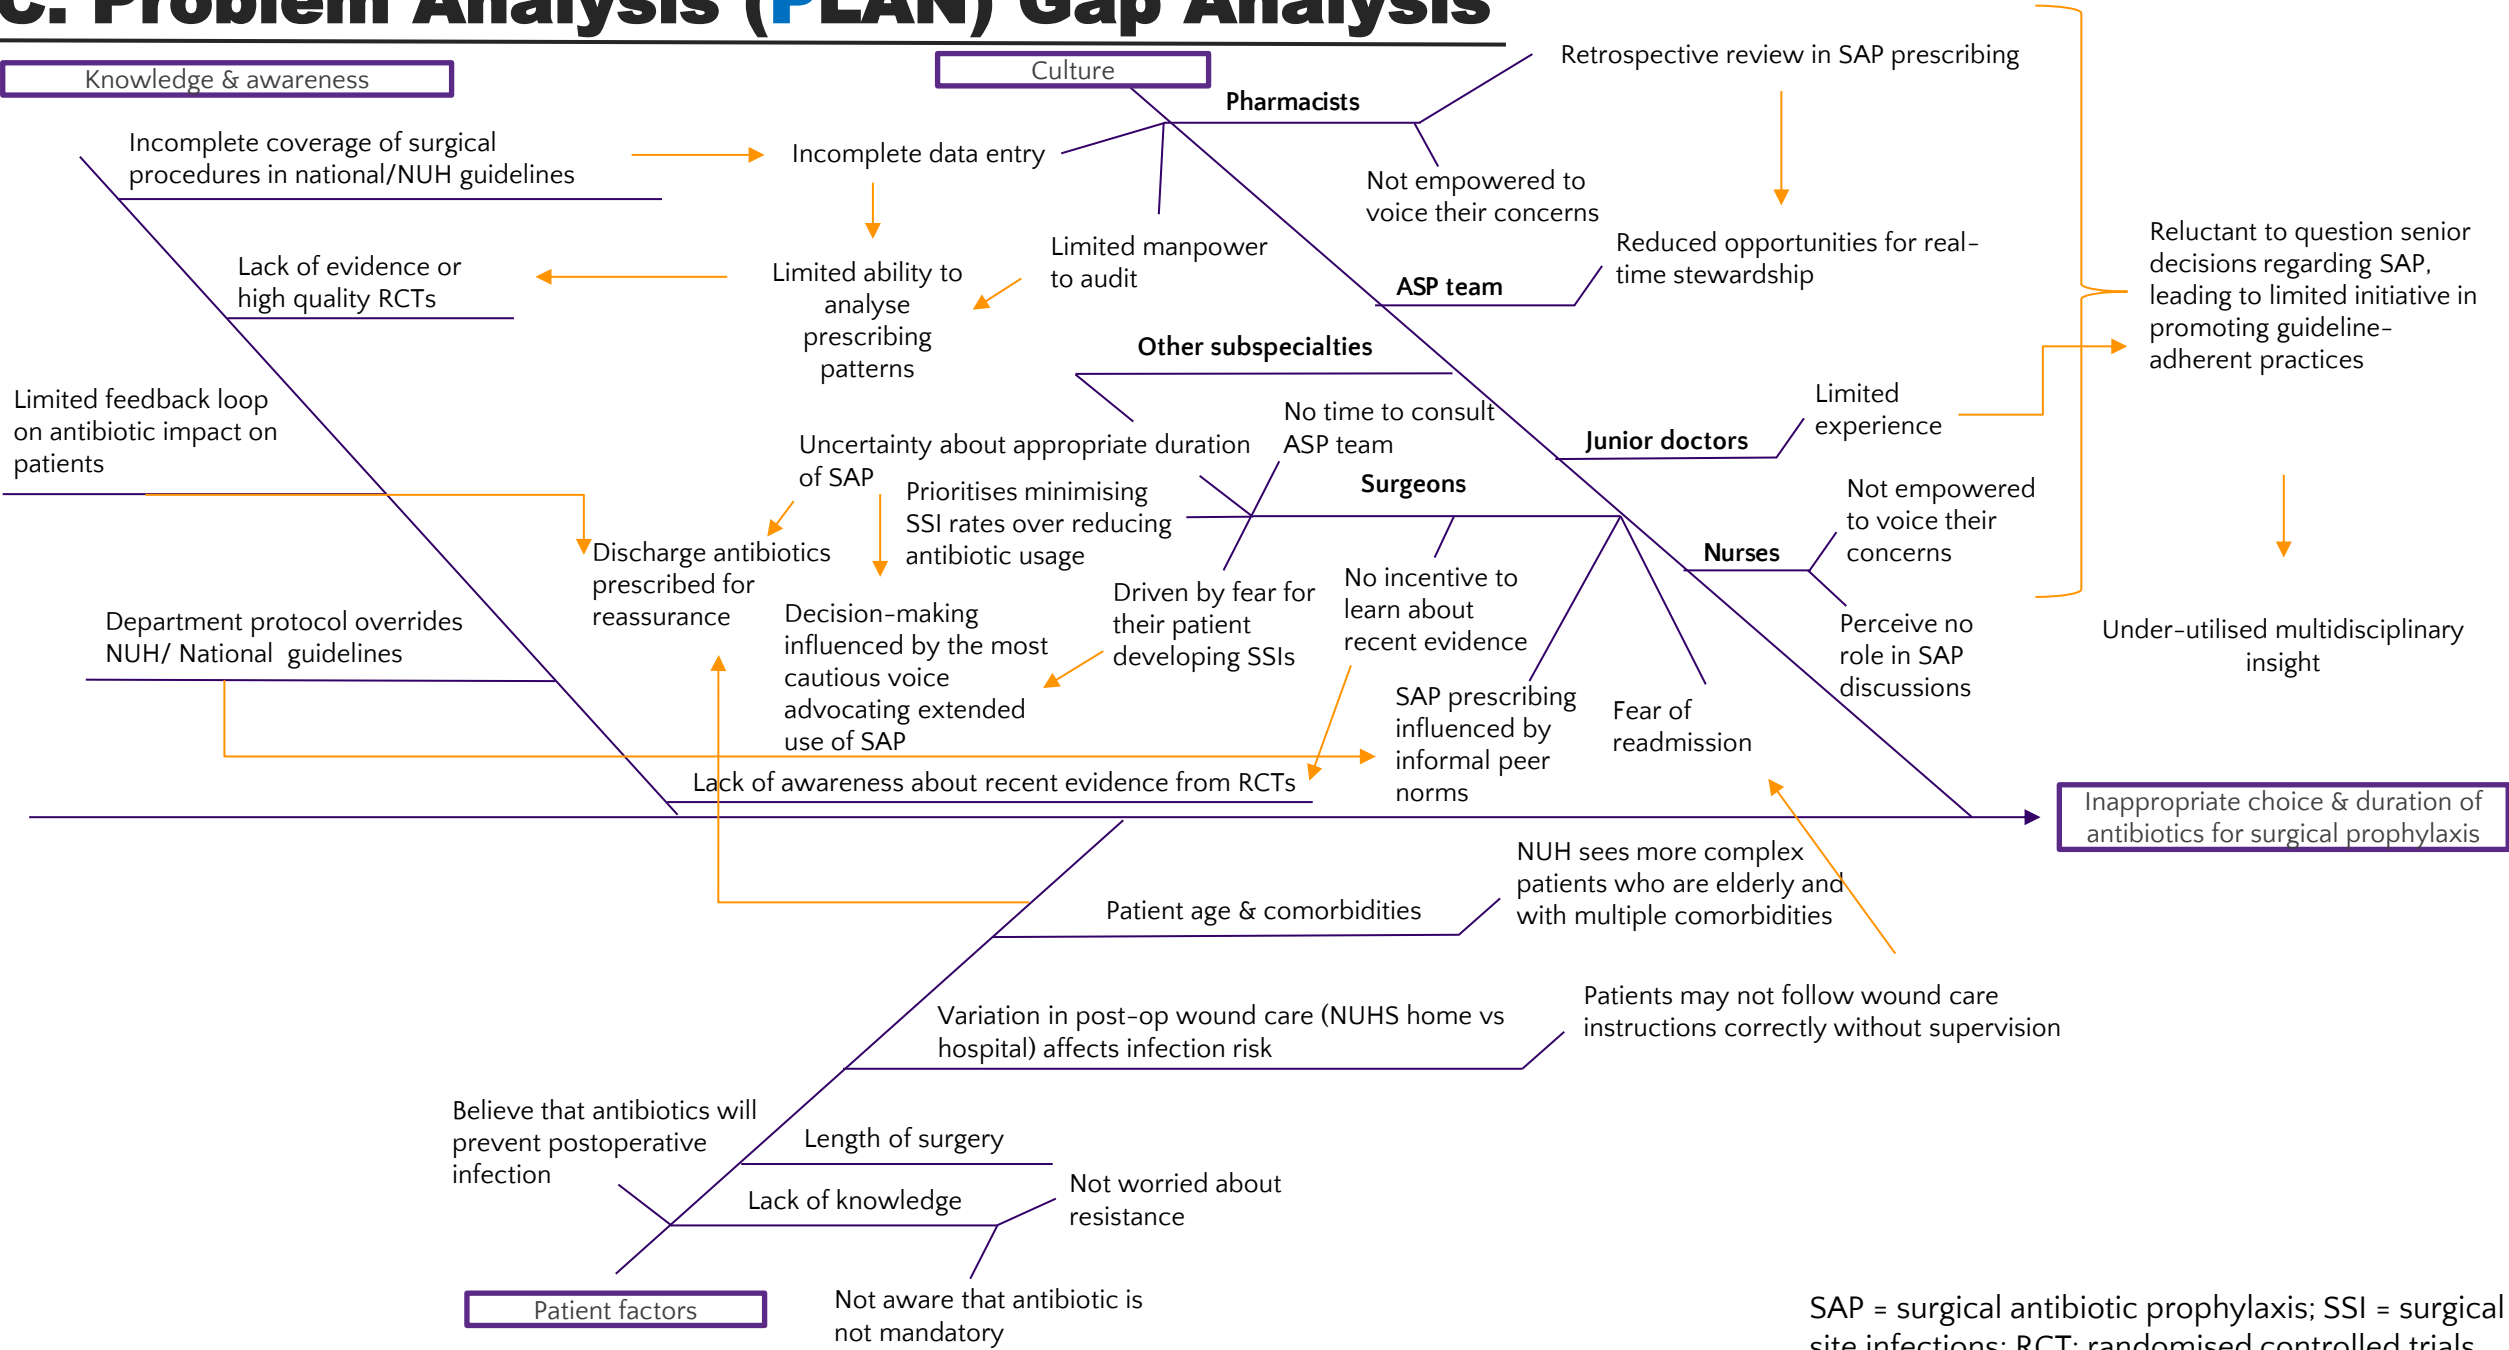 C. Problem Analysis (PLAN) Gap Analysis
Knowledge & awareness
Incomplete coverage of surgical
procedures in national/NUH guidelines
Lack of evidence or
high quality RCTs
Limited feedback loop
on antibiotic impact on
patients
Department protocol overrides
NUH/ National guidelines
Lack of awareness about recent evidence from RCTs
Culture
Pharmacists
Retrospective review in SAP prescribing
Not empowered to
voice their concerns
Incomplete data entry
Limited manpower
to audit
Limited ability to
analyse
prescribing
patterns
ASP team
Reduced opportunities for real-
time stewardship
Other subspecialties
Uncertainty about appropriate duration
of SAP
No time to consult
ASP team
Surgeons
Prioritises minimising
SSI rates over reducing
antibiotic usage
Discharge antibiotics
prescribed for
reassurance
Decision-making
influenced by the most
cautious voice
advocating extended
use of SAP
Driven by fear for
their patient
developing SSIs
No incentive to
learn about
recent evidence
SAP prescribing
influenced by
informal peer
norms
Fear of
readmission
Junior doctors
Limited
experience
Nurses
Not empowered
to voice their
concerns
Perceive no
role in SAP
discussions
Reluctant to question senior
decisions regarding SAP,
leading to limited initiative in
promoting guideline-
adherent practices
Under-utilised multidisciplinary
insight
Inappropriate choice & duration of
antibiotics for surgical prophylaxis
Patient age & comorbidities
NUH sees more complex
patients who are elderly and
with multiple comorbidities
Variation in post-op wound care (NUHS home vs
hospital) affects infection risk
Patients may not follow wound care
instructions correctly without supervision
Believe that antibiotics will
prevent postoperative
infection
Length of surgery
Lack of knowledge
Not worried about
resistance
Not aware that antibiotic is
not mandatory
Patient factors
SAP = surgical antibiotic prophylaxis; SSI = surgical
site infections; RCT: randomised controlled trials